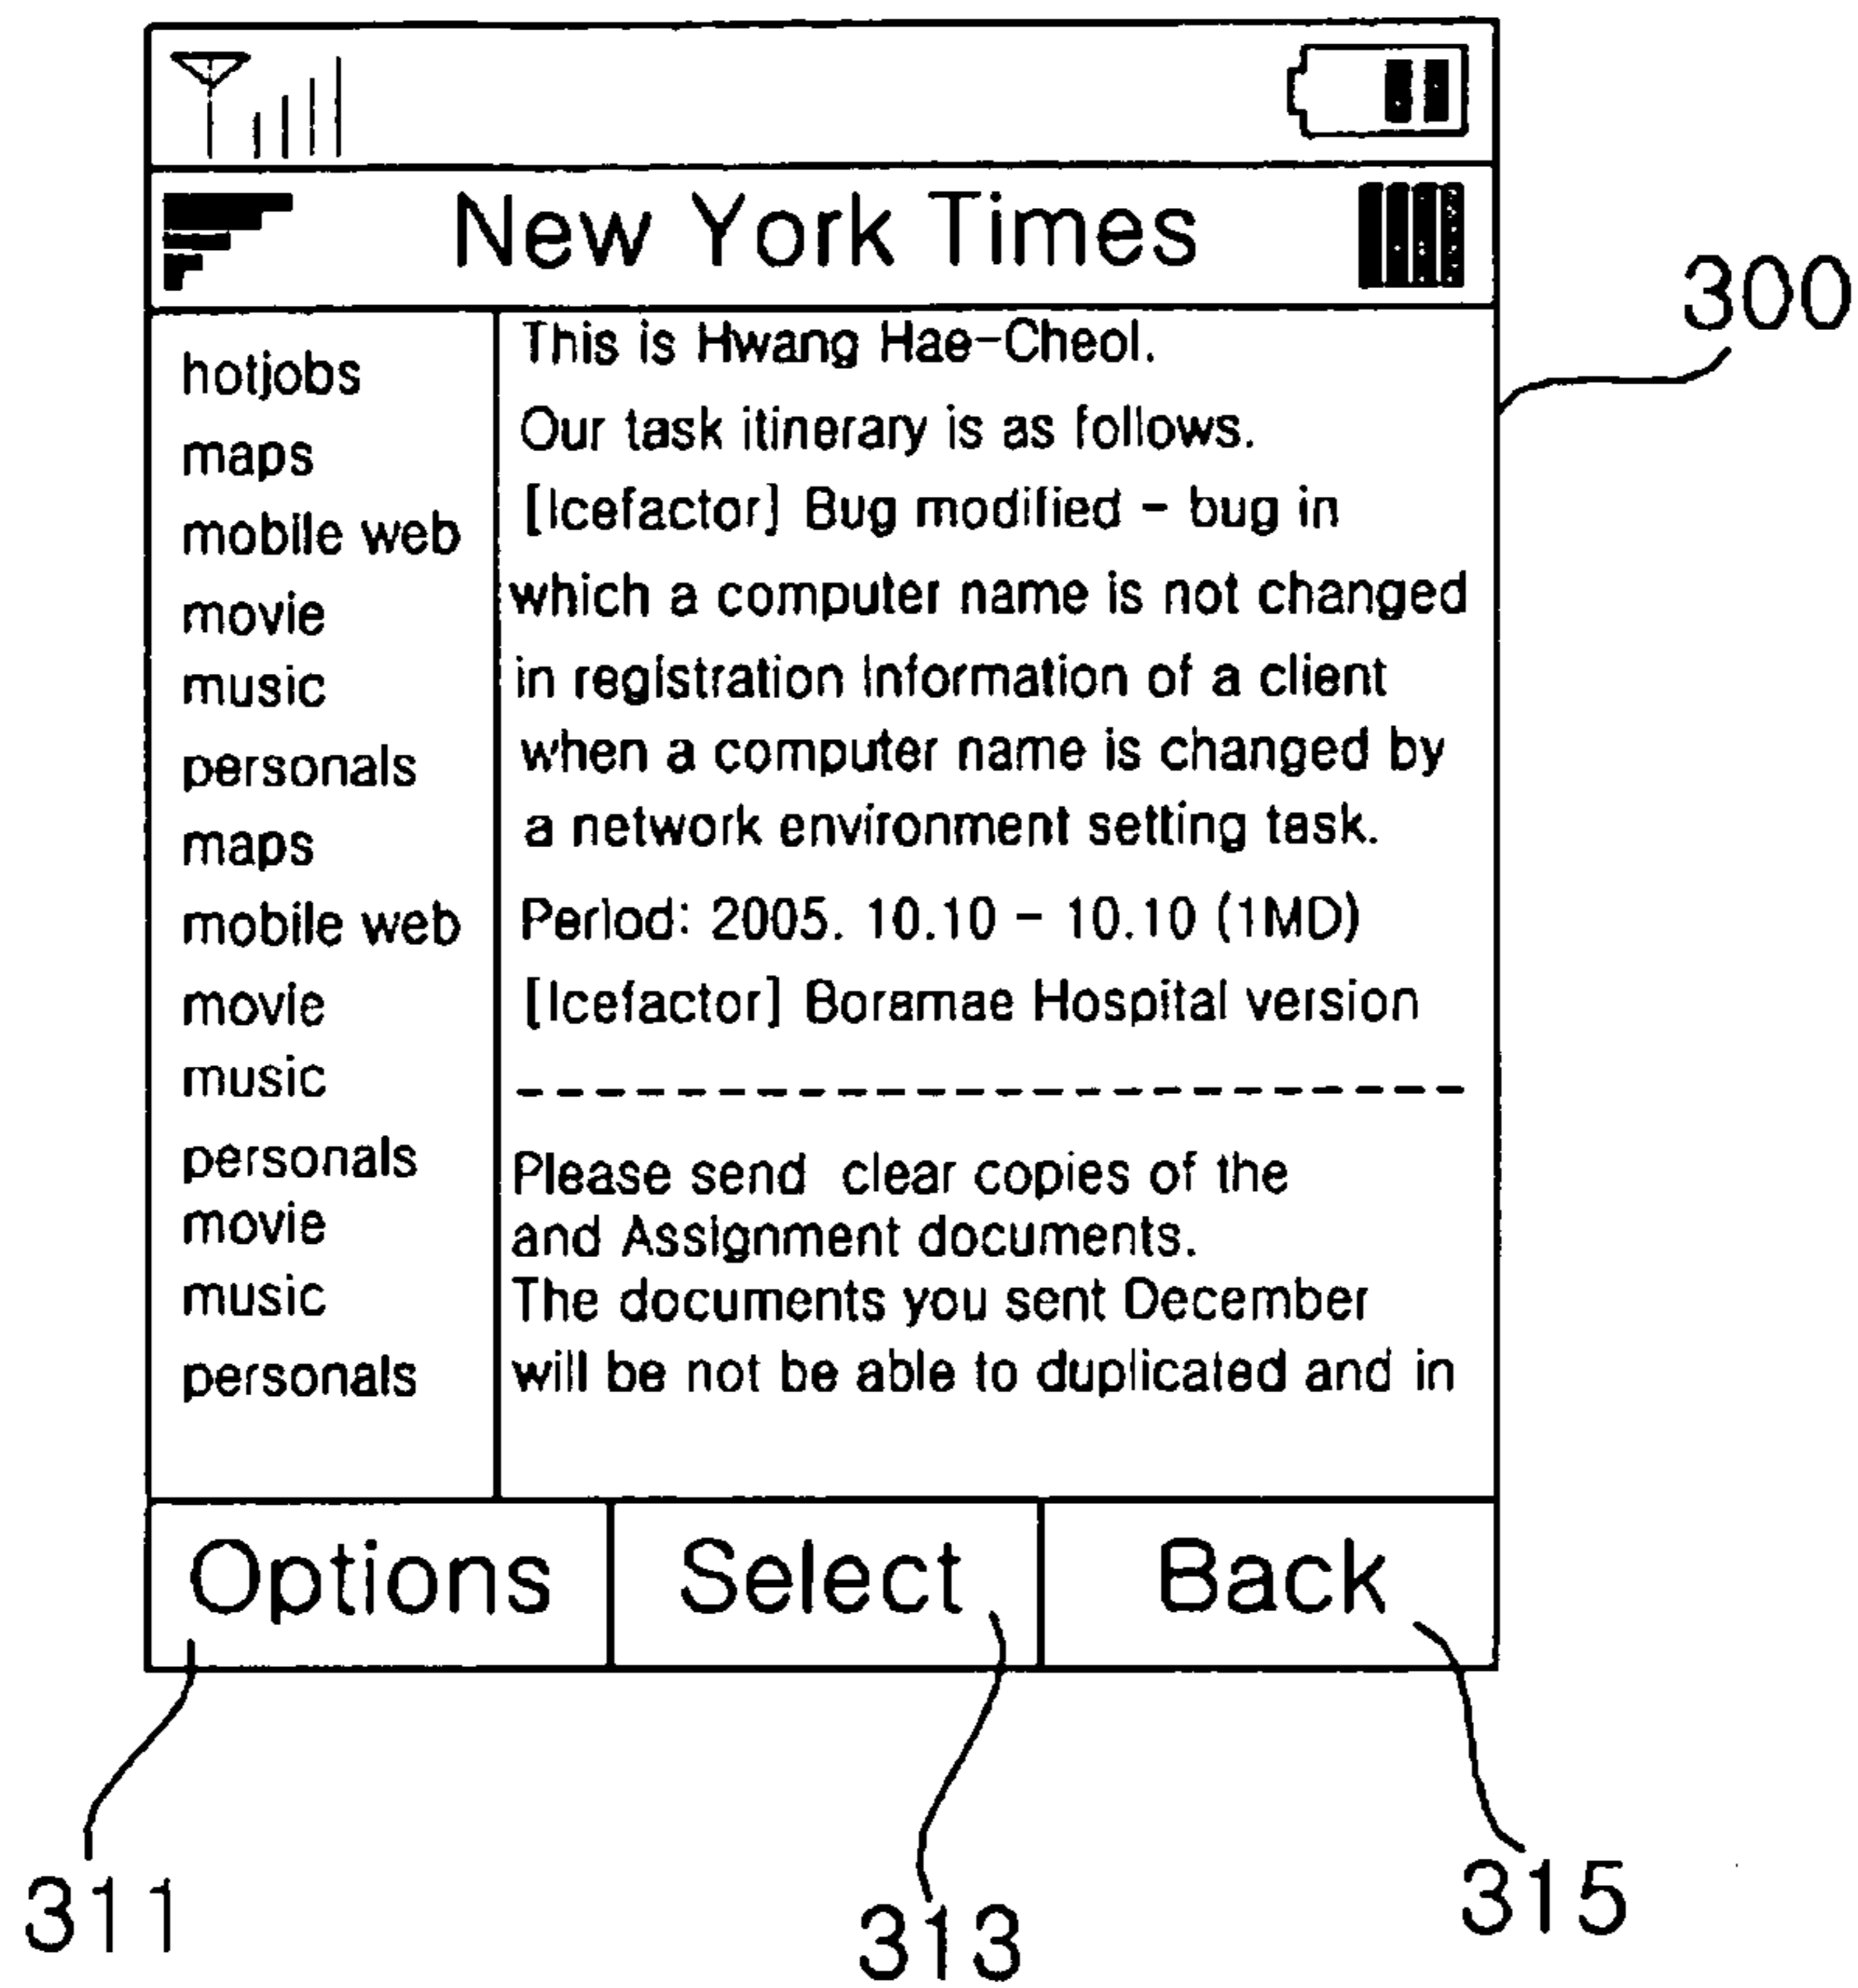 New York Times
300
hotjobs
maps
mobile web
movie
music
personals
maps
mobile web
movie
music
personals
movie
music
personals
This is Hwang Hae-Cheol.
Our task itinerary is as follows.
[Icefactor] Bug modified - bug in
which a computer name is not changed
in registration Information of a client
when a computer name is changed by
a network environment setting task.
Period: 2005. 10.10 - 10.10 (1MD)
[Icefactor] Boramae Hospital version
Please send clear copies of the
and Assignment documents.
The documents you sent December
will be not be able to duplicated and in
Options Select Back
311 313 315